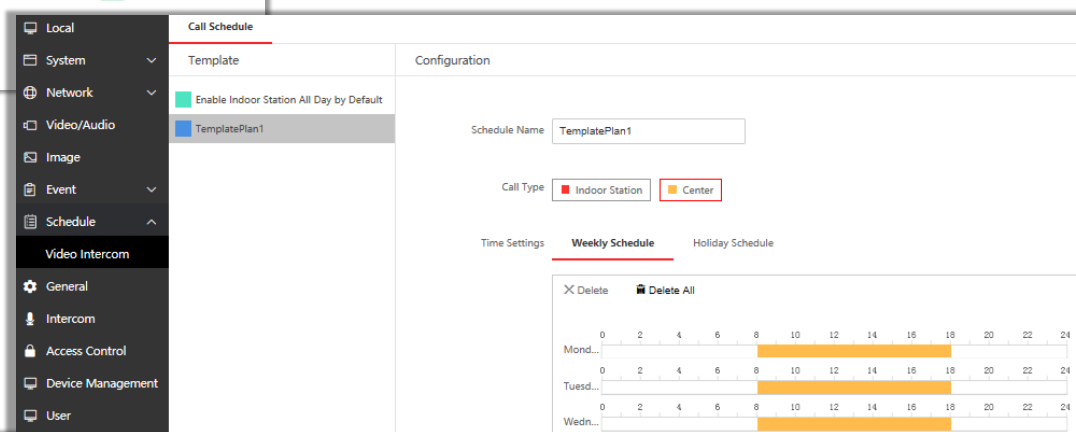 Local
System
Network
Video/Audio
Image
Event
Schedule
Video Intercom
General
Intercom
Access Control
Device Management
User
Call Schedule
Template
Enable Indoor Station All Day by Default
TemplatePlan1
Configuration
Schedule Name TemplatePlan1
Call Type Indoor Station Center
Time Settings Weekly Schedule Holiday Schedule
Delete Delete All
0 2 4 6 8 10 12 14 16 18 20 22 24
Mond...
0 2 4 6 8 10 12 14 16 18 20 22 24
Tuesd...
0 2 4 6 8 10 12 14 16 18 20 22 24
Wedn...